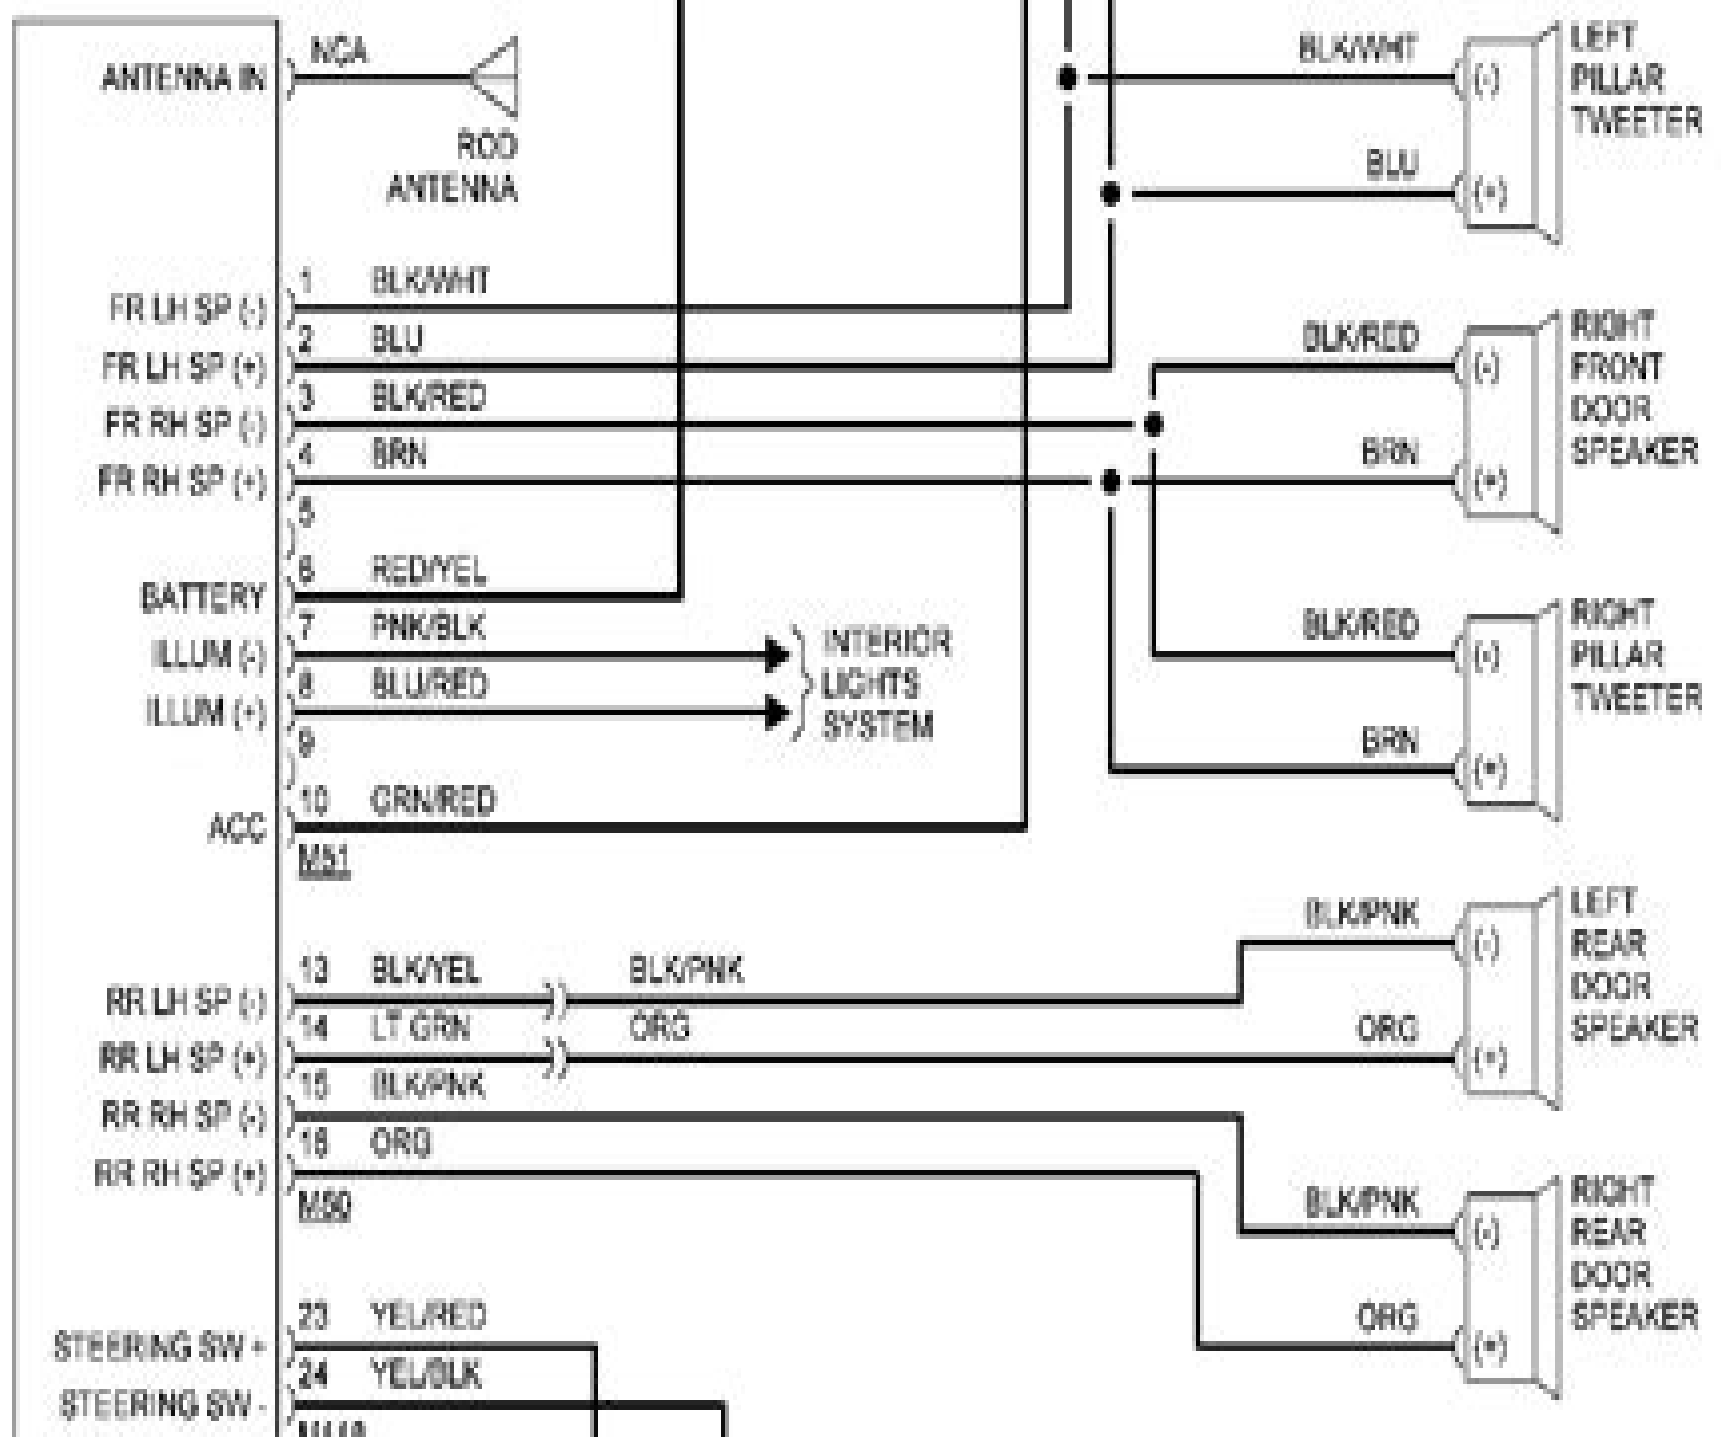 ANTENNA IN
NCA
ROD
ANTENNA
FR LH SP (-)
1
BLK/WHT
FR LH SP (+)
2
BLU
FR RH SP (-)
3
BLK/RED
FR RH SP (+)
4
BRN
5
BATTERY
6
RED/YEL
ILLUM (-)
7
PNK/BLK
ILLUM (+)
8
BLU/RED
INTERIOR
LIGHTS
SYSTEM
9
ACC
10
GRN/RED
M51
RR LH SP (-)
13
BLK/YEL
BLK/PNK
RR LH SP (+)
14
LT GRN
ORG
RR RH SP (-)
15
BLK/PNK
RR RH SP (+)
16
ORG
M50
STEERING SW +
23
YEL/RED
STEERING SW -
24
YEL/BLK
BLK/WHT
(-)
BLU
(+)
LEFT
PILLAR
TWEETER
BLK/RED
(-)
BRN
(+)
RIGHT
FRONT
DOOR
SPEAKER
BLK/RED
(-)
BRN
(+)
RIGHT
PILLAR
TWEETER
BLK/PNK
(-)
ORG
(+)
LEFT
REAR
DOOR
SPEAKER
BLK/PNK
(-)
ORG
(+)
RIGHT
REAR
DOOR
SPEAKER